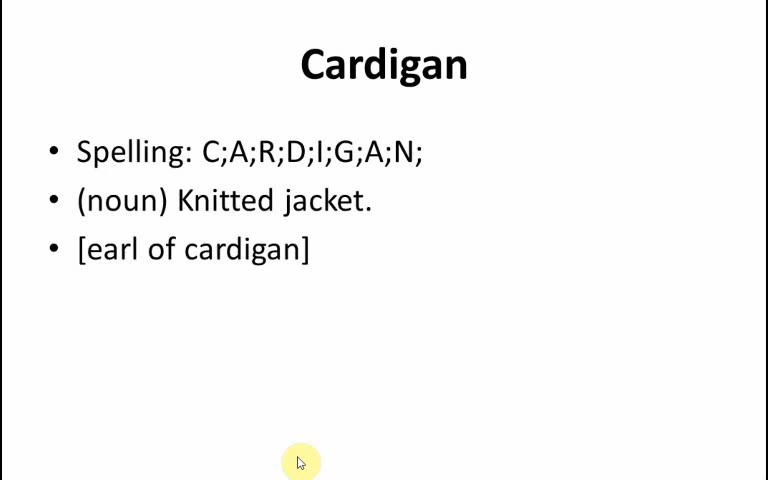 Cardigan
• Spelling: C;A;R;D;I;G;A;N;
• (noun) Knitted jacket.
• [earl of cardigan]